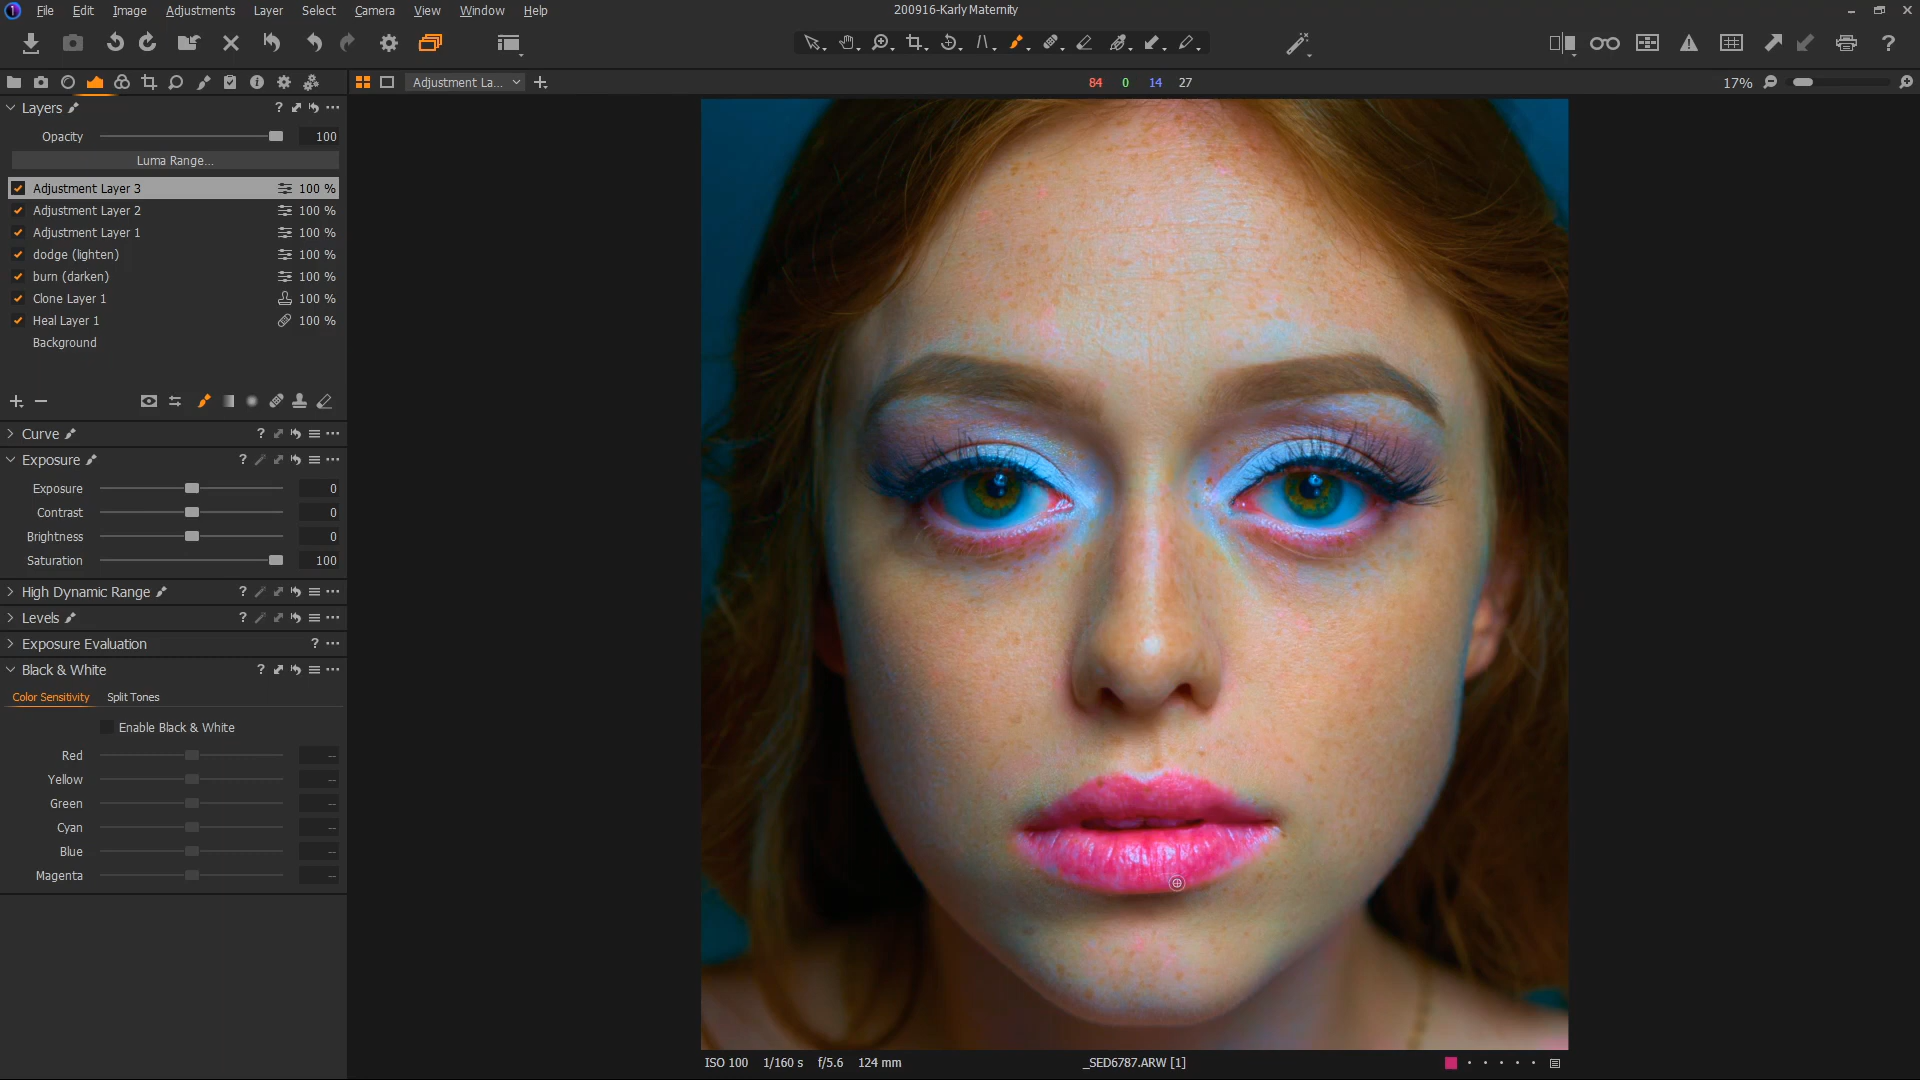 File Edit Image Adjustments Layer Select Camera View Window Help
200916-Karly Maternity
Adjustment La...
84 0 14 27
17%
Layers
Opacity 100
Luma Range...
Adjustment Layer 3 100 %
Adjustment Layer 2 100 %
Adjustment Layer 1 100 %
dodge (lighten) 100 %
burn (darken) 100 %
Clone Layer 1 100 %
Heal Layer 1 100 %
Background
Curve
Exposure
Exposure 0
Contrast 0
Brightness 0
Saturation 100
High Dynamic Range
Levels
Exposure Evaluation
Black & White
Color Sensitivity Split Tones
Enable Black & White
Red --
Yellow --
Green --
Cyan --
Blue --
Magenta --
ISO 100 1/160 s f/5.6 124 mm
_SED6787.ARW [1]